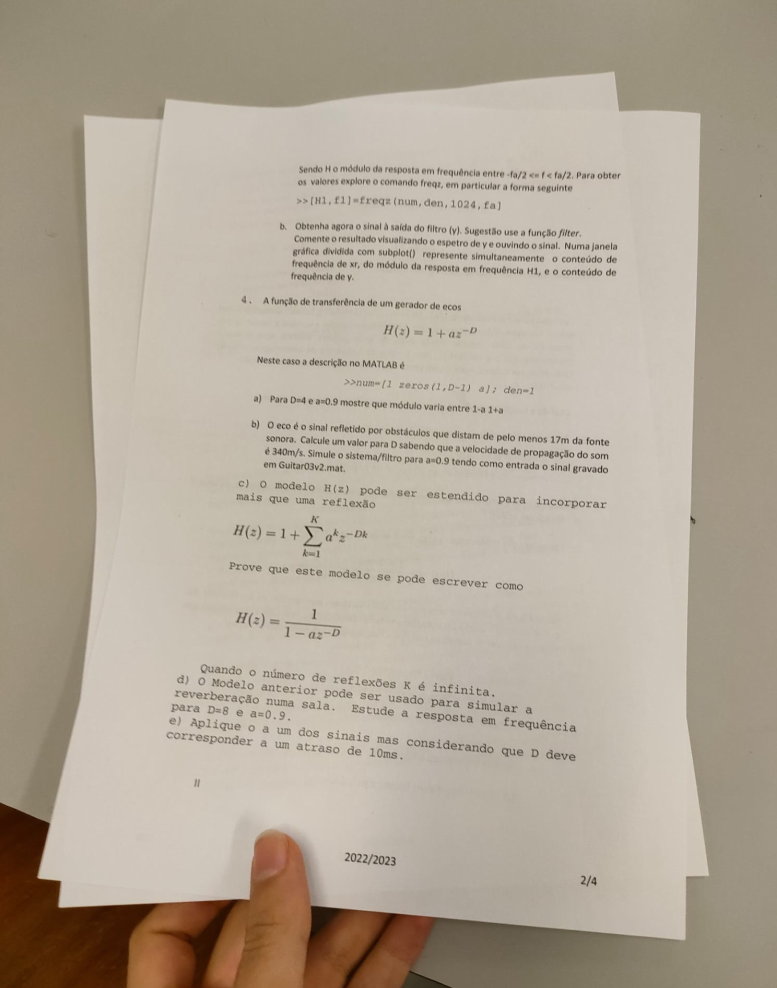 Sendo H o módulo da resposta em frequência entre -fa/2 <= f < fa/2. Para obter
os valores explore o comando freqz, em particular a forma seguinte
>>[H1, f1]=freqz(num, den, 1024, fa]
b. Obtenha agora o sinal à saída do filtro (y). Sugestão use a função filter.
Comente o resultado visualizando o espetro de y e ouvindo o sinal. Numa janela
gráfica dividida com subplot() represente simultaneamente o conteúdo de
frequência de xr, do módulo da resposta em frequência H1, e o conteúdo de
frequência de y.
4. A função de transferência de um gerador de ecos
H(z) = 1 + az^{-D}
Neste caso a descrição no MATLAB é
>>num=[1 zeros(1,D-1) a]; den=1
a) Para D=4 e a=0.9 mostre que módulo varia entre 1-a 1+a
b) O eco é o sinal refletido por obstáculos que distam de pelo menos 17m da fonte
sonora. Calcule um valor para D sabendo que a velocidade de propagação do som
é 340m/s. Simule o sistema/filtro para a=0.9 tendo como entrada o sinal gravado
em Guitar03v2.mat.
c) O modelo H(z) pode ser estendido para incorporar
mais que uma reflexão
H(z) = 1 + \sum_{k=1}^{K} a^k z^{-Dk}
Prove que este modelo se pode escrever como
H(z) = \frac{1}{1 - az^{-D}}
Quando o número de reflexões K é infinita.
d) O Modelo anterior pode ser usado para simular a
reverberação numa sala. Estude a resposta em frequência
para D=8 e a=0.9.
e) Aplique o a um dos sinais mas considerando que D deve
corresponder a um atraso de 10ms.
2022/2023
2/4